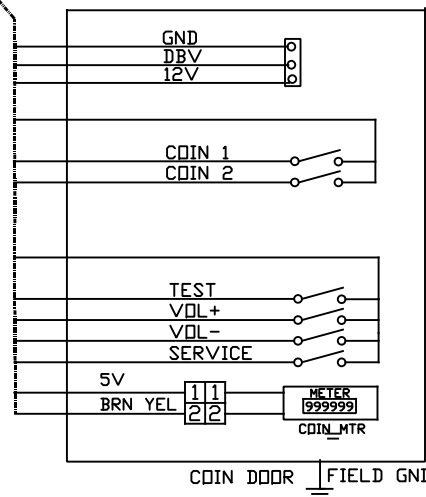 GND
DBV
12V
COIN 1
COIN 2
TEST
VOL+
VOL-
SERVICE
5V 1 1 METER
BRN YEL 2 2 999999
COIN_MTR
COIN DOOR FIELD GND